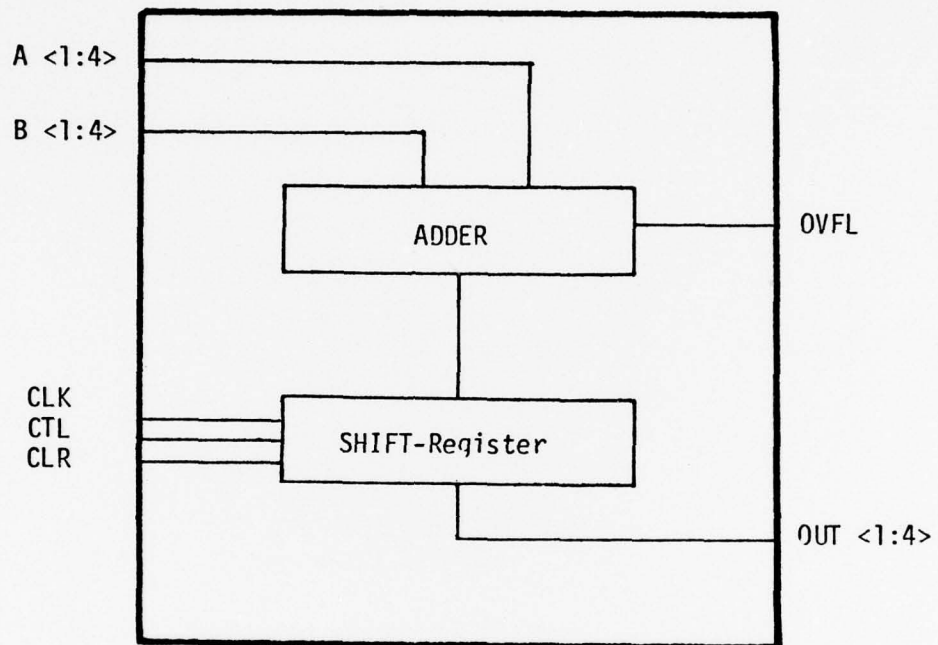 A <1:4>
B <1:4>
ADDER
OVFL
CLK
CTL
CLR
SHIFT-Register
OUT <1:4>